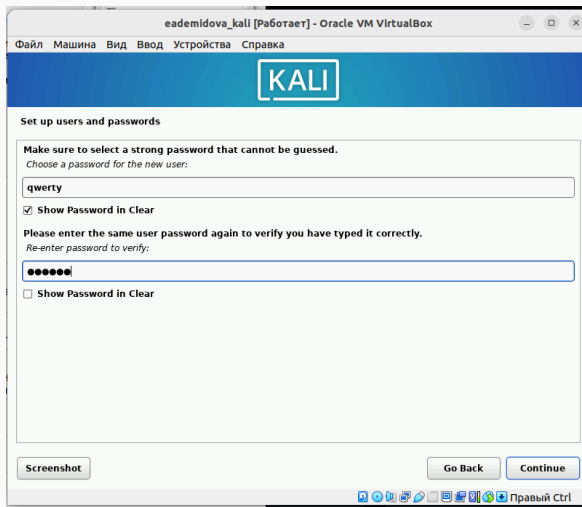 eademidova_kali [Работает] - Oracle VM VirtualBox
Файл Машина Вид Ввод Устройства Справка
KALI
Set up users and passwords
Make sure to select a strong password that cannot be guessed.
Choose a password for the new user:
qwerty
Show Password in Clear
Please enter the same user password again to verify you have typed it correctly.
Re-enter password to verify:
●●●●●●
Show Password in Clear
Screenshot Go Back Continue
Правый Ctrl